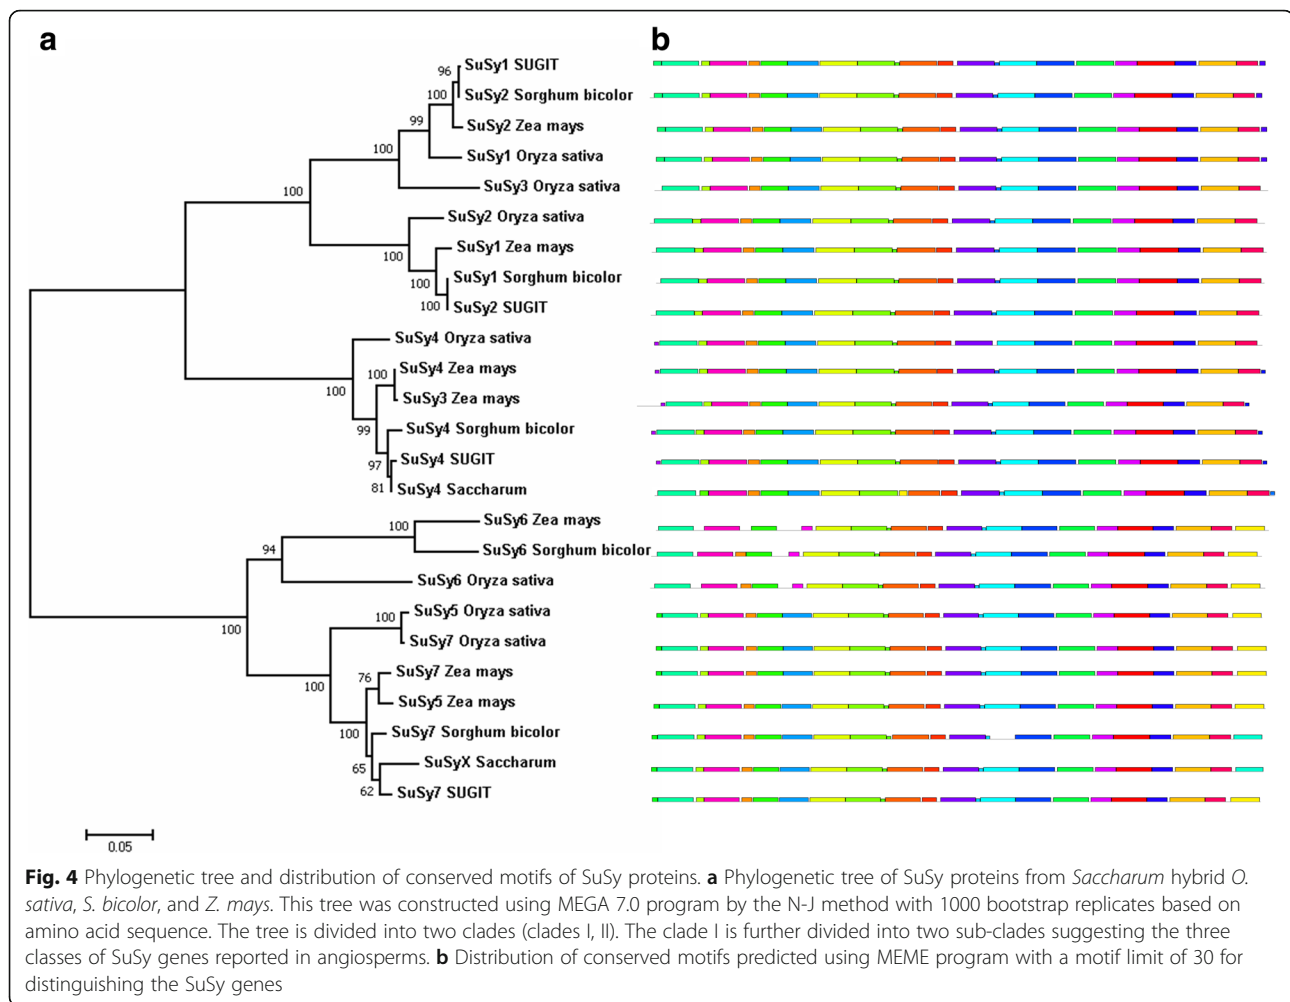 a
b
96
SuSy1 SUGIT
100
SuSy2 Sorghum bicolor
99
SuSy2 Zea mays
100
SuSy1 Oryza sativa
100
SuSy3 Oryza sativa
SuSy2 Oryza sativa
100
SuSy1 Zea mays
100
SuSy1 Sorghum bicolor
100
SuSy2 SUGIT
SuSy4 Oryza sativa
100
100
SuSy4 Zea mays
SuSy3 Zea mays
99
SuSy4 Sorghum bicolor
97
SuSy4 SUGIT
81
SuSy4 Saccharum
100
SuSy6 Zea mays
94
SuSy6 Sorghum bicolor
SuSy6 Oryza sativa
100
100
SuSy5 Oryza sativa
SuSy7 Oryza sativa
100
76
SuSy7 Zea mays
SuSy5 Zea mays
100
SuSy7 Sorghum bicolor
65
SuSyX Saccharum
62
SuSy7 SUGIT
0.05
Fig. 4 Phylogenetic tree and distribution of conserved motifs of SuSy proteins. a Phylogenetic tree of SuSy proteins from Saccharum hybrid O.
sativa, S. bicolor, and Z. mays. This tree was constructed using MEGA 7.0 program by the N-J method with 1000 bootstrap replicates based on
amino acid sequence. The tree is divided into two clades (clades I, II). The clade I is further divided into two sub-clades suggesting the three
classes of SuSy genes reported in angiosperms. b Distribution of conserved motifs predicted using MEME program with a motif limit of 30 for
distinguishing the SuSy genes